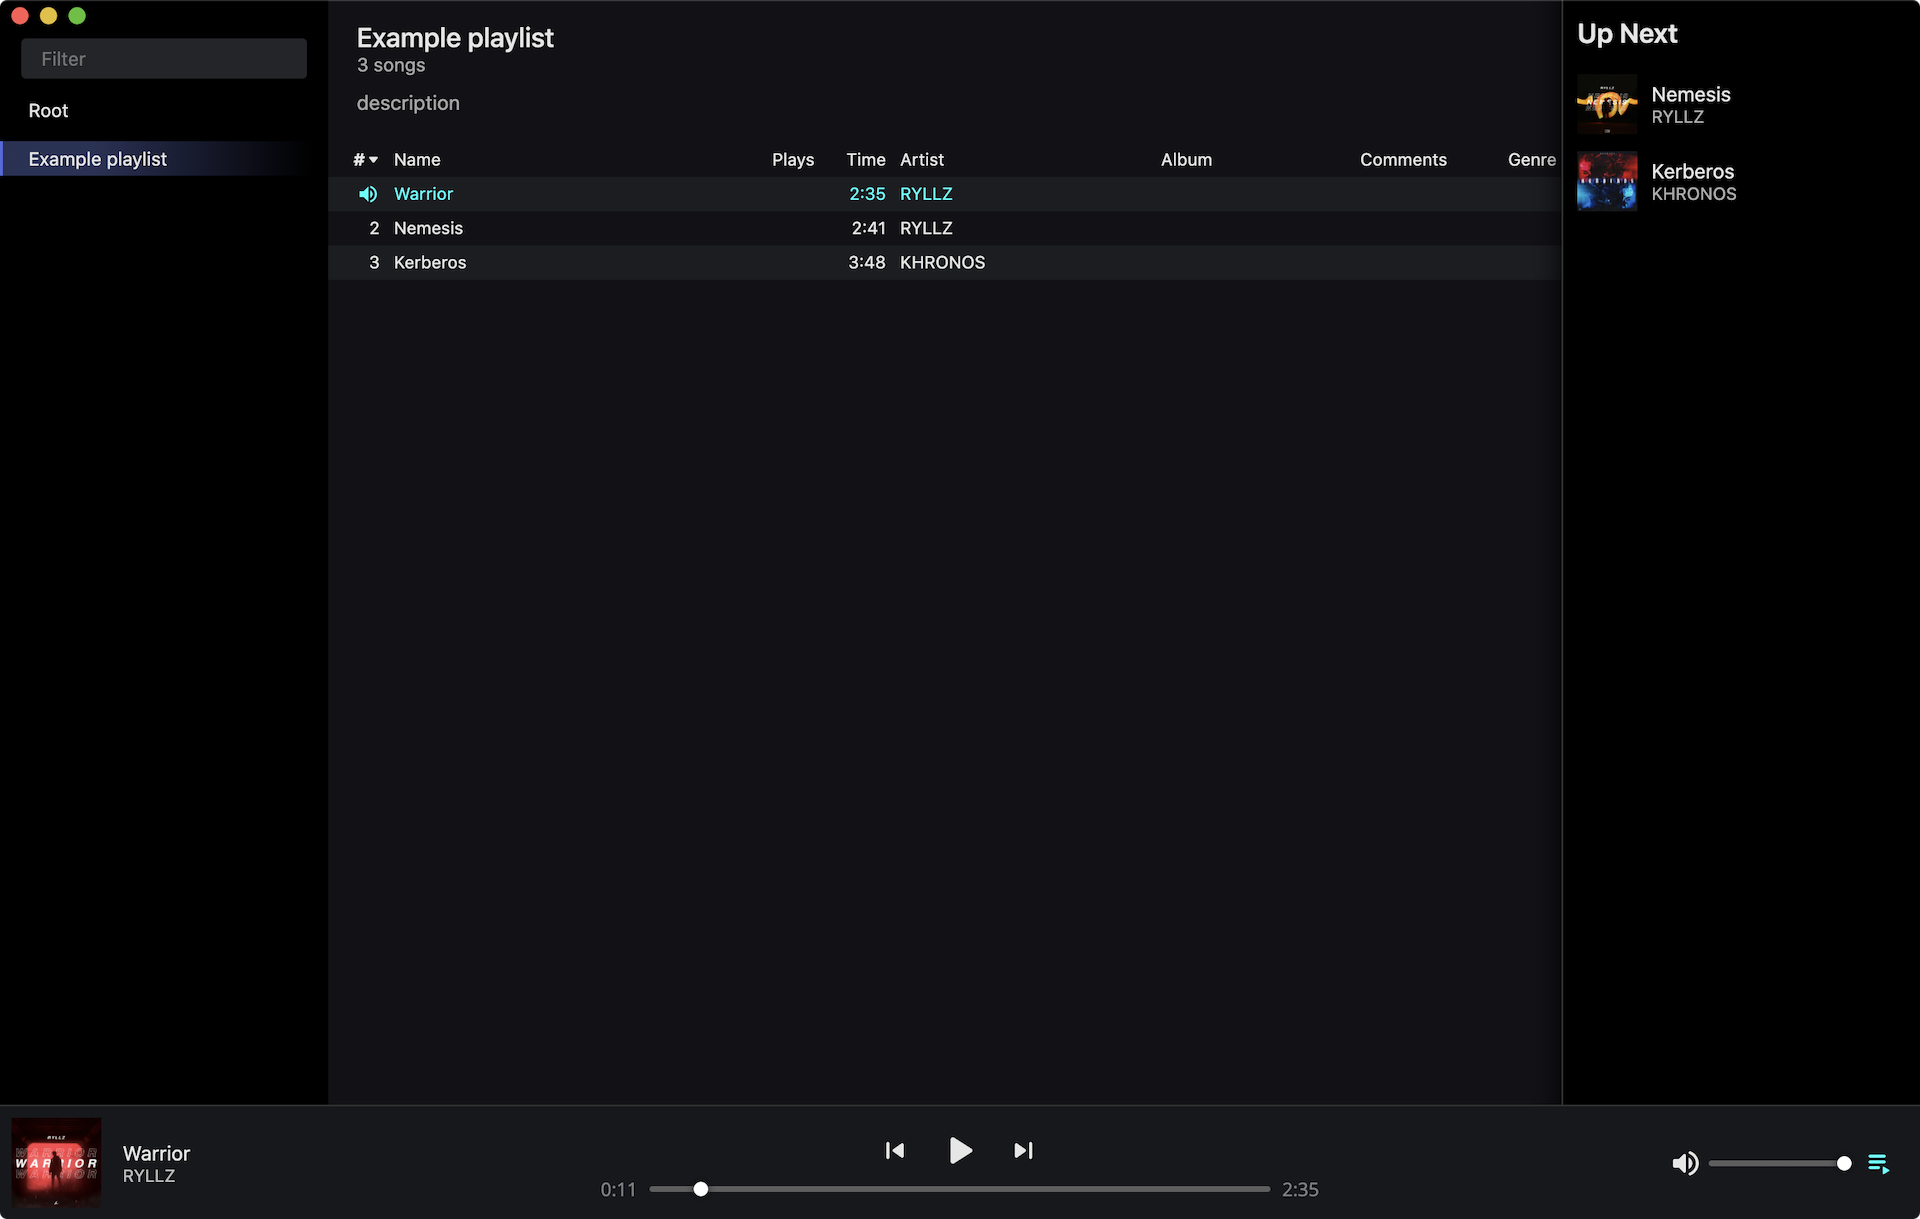 Filter
Root
Example playlist
Example playlist
3 songs
description
# Name Plays Time Artist Album Comments Genre
Warrior 2:35 RYLLZ
2 Nemesis 2:41 RYLLZ
3 Kerberos 3:48 KHRONOS
Up Next
Nemesis
RYLLZ
Kerberos
KHRONOS
RYLLZ
WARRIOR
Warrior
RYLLZ
0:11 2:35